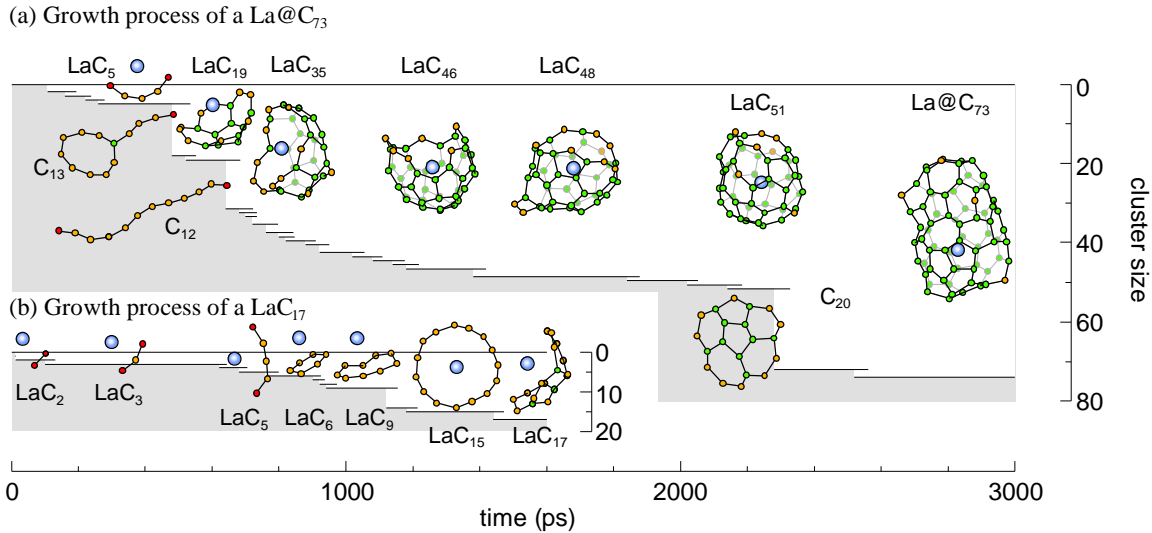 (a) Growth process of a La@C₇₃
LaC₅
LaC₁₉
LaC₃₅
LaC₄₆
LaC₄₈
LaC₅₁
La@C₇₃
C₁₃
C₁₂
C₂₀
0
20
40
60
80
cluster size
(b) Growth process of a LaC₁₇
LaC₂
LaC₃
LaC₅
LaC₆
LaC₉
LaC₁₅
LaC₁₇
0
10
20
0 1000 2000 3000
time (ps)